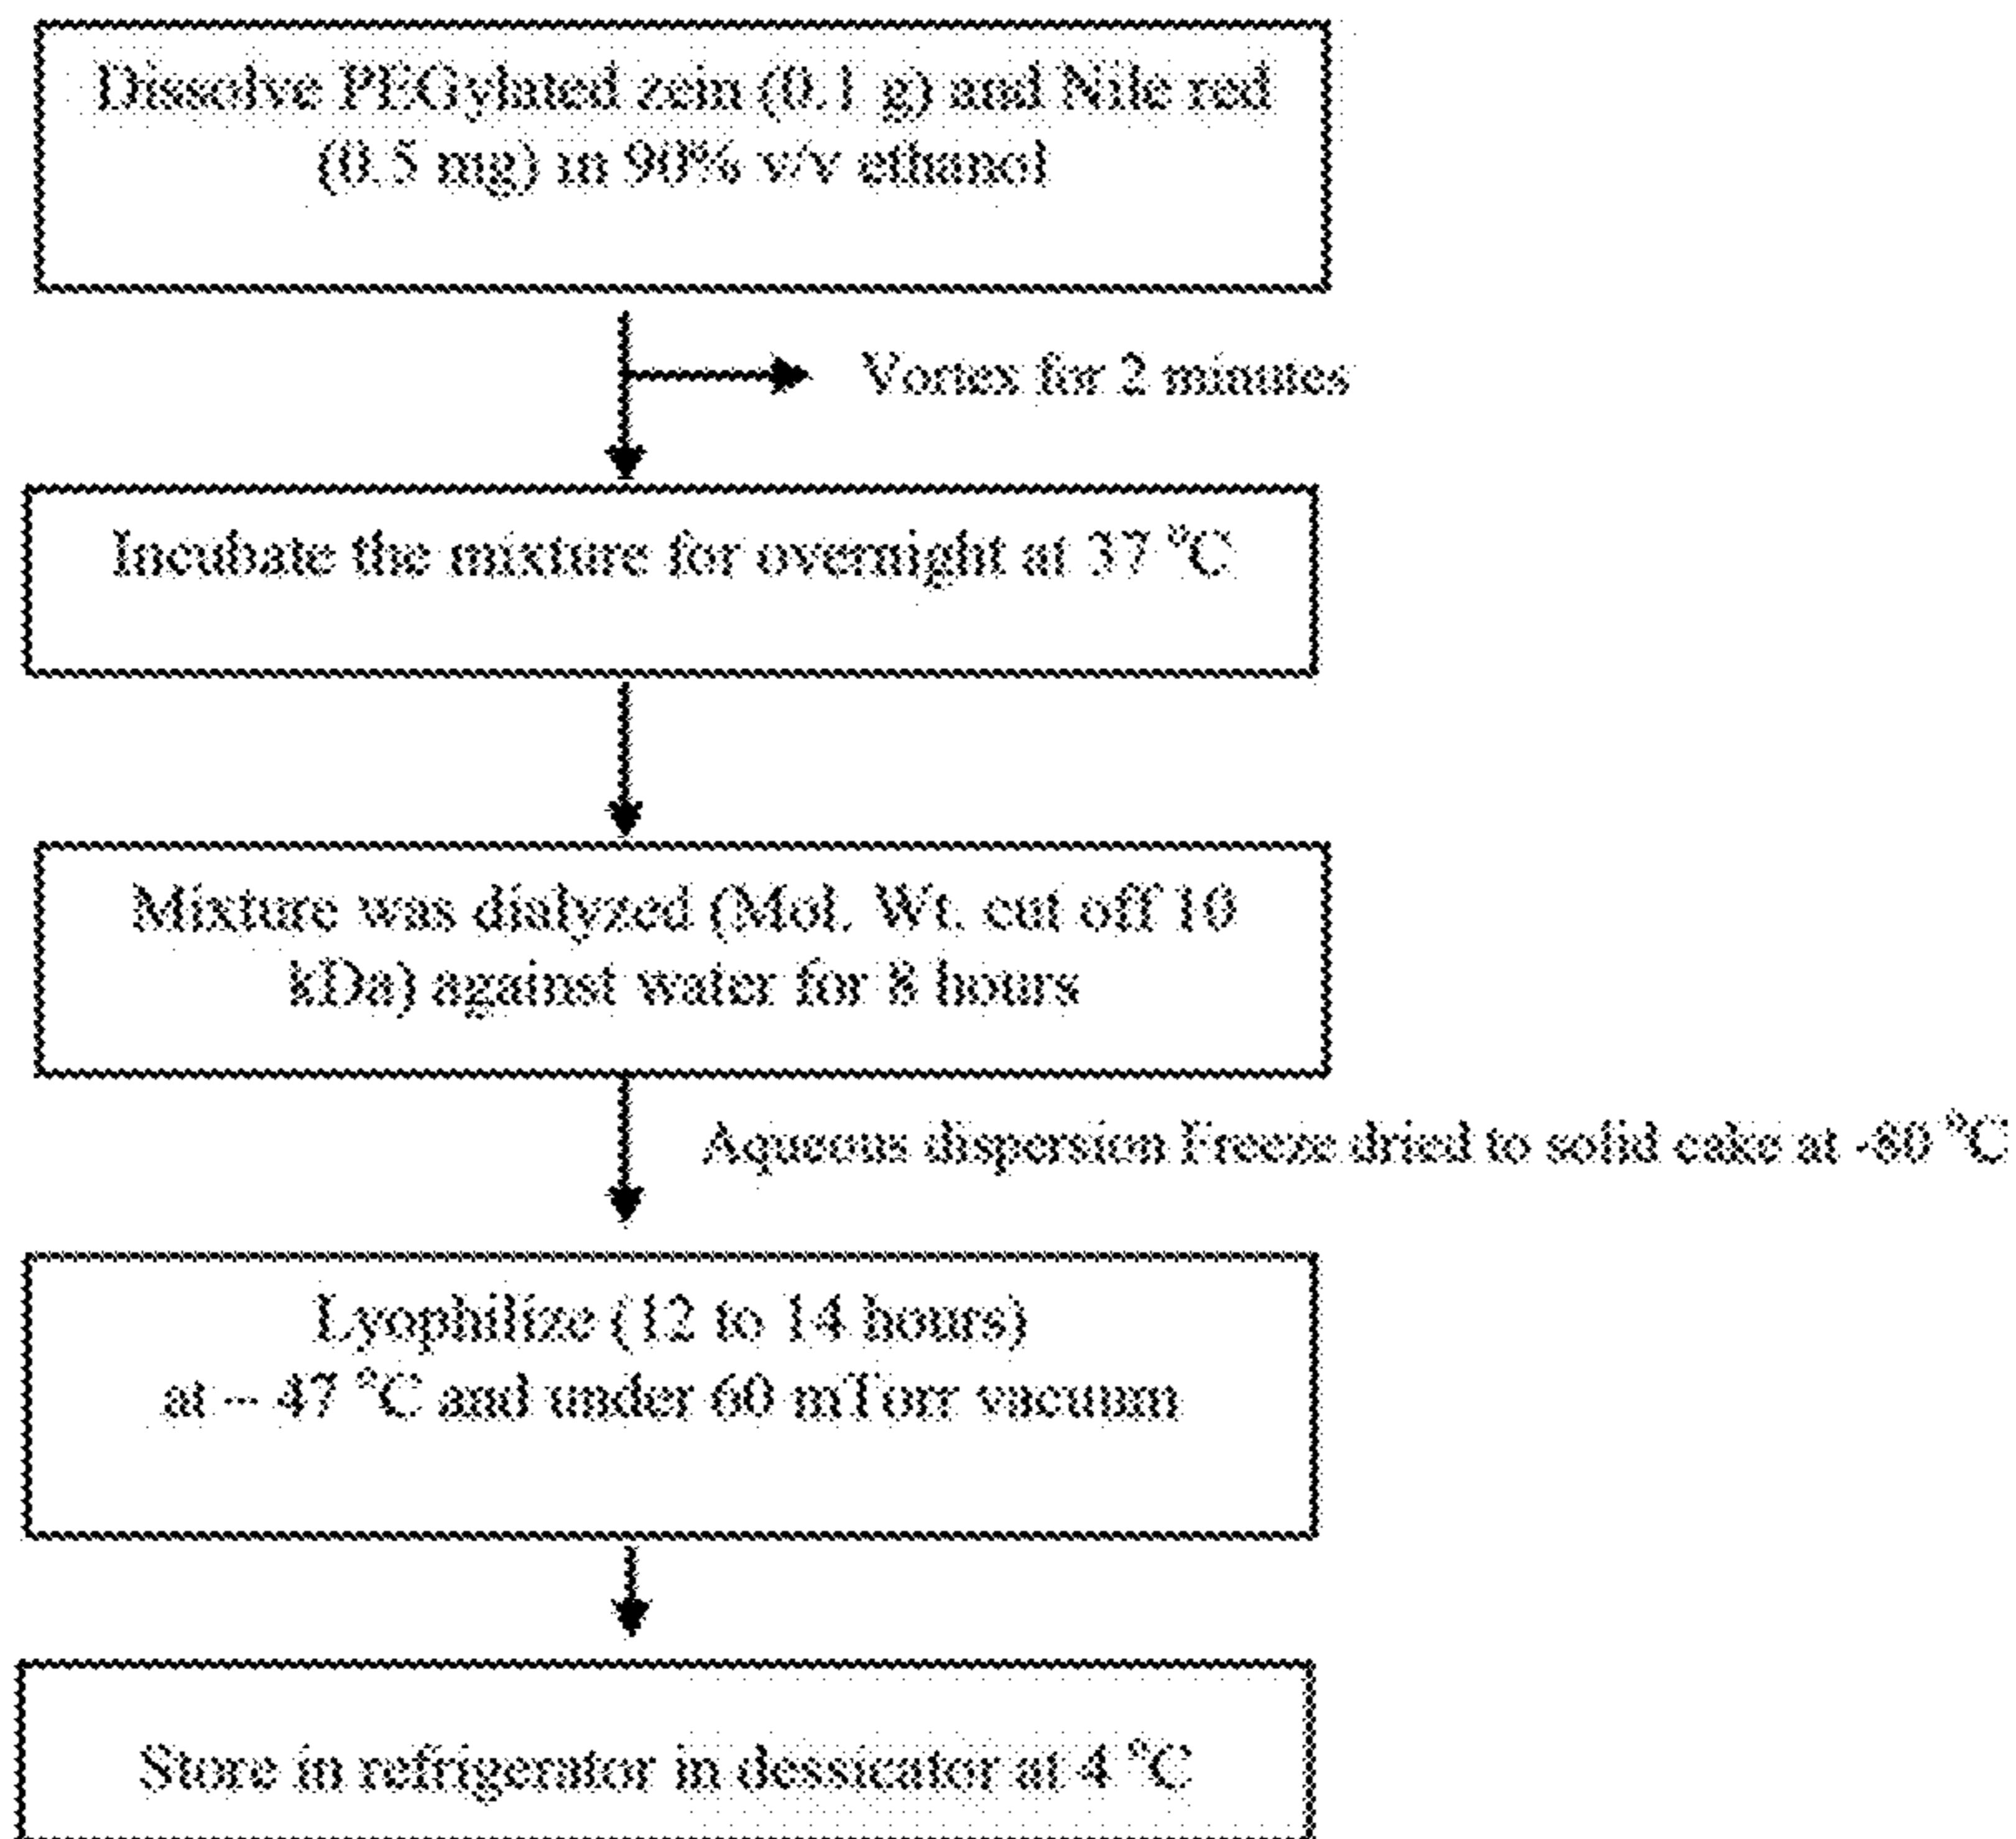 Dissolve PEGylated zein (0.1 g) and Nile red
(0.5 mg) in 90% v/v ethanol
Vortex for 2 minutes
Incubate the mixture for overnight at 37 °C
Mixture was dialyzed (Mol. Wt. cut off 10
kDa) against water for 8 hours
Aqueous dispersion Freeze dried to solid cake at -60 °C
Lyophilize (12 to 14 hours)
at – 47 °C and under 60 mTorr vacuum
Store in refrigerator in dessicator at 4 °C